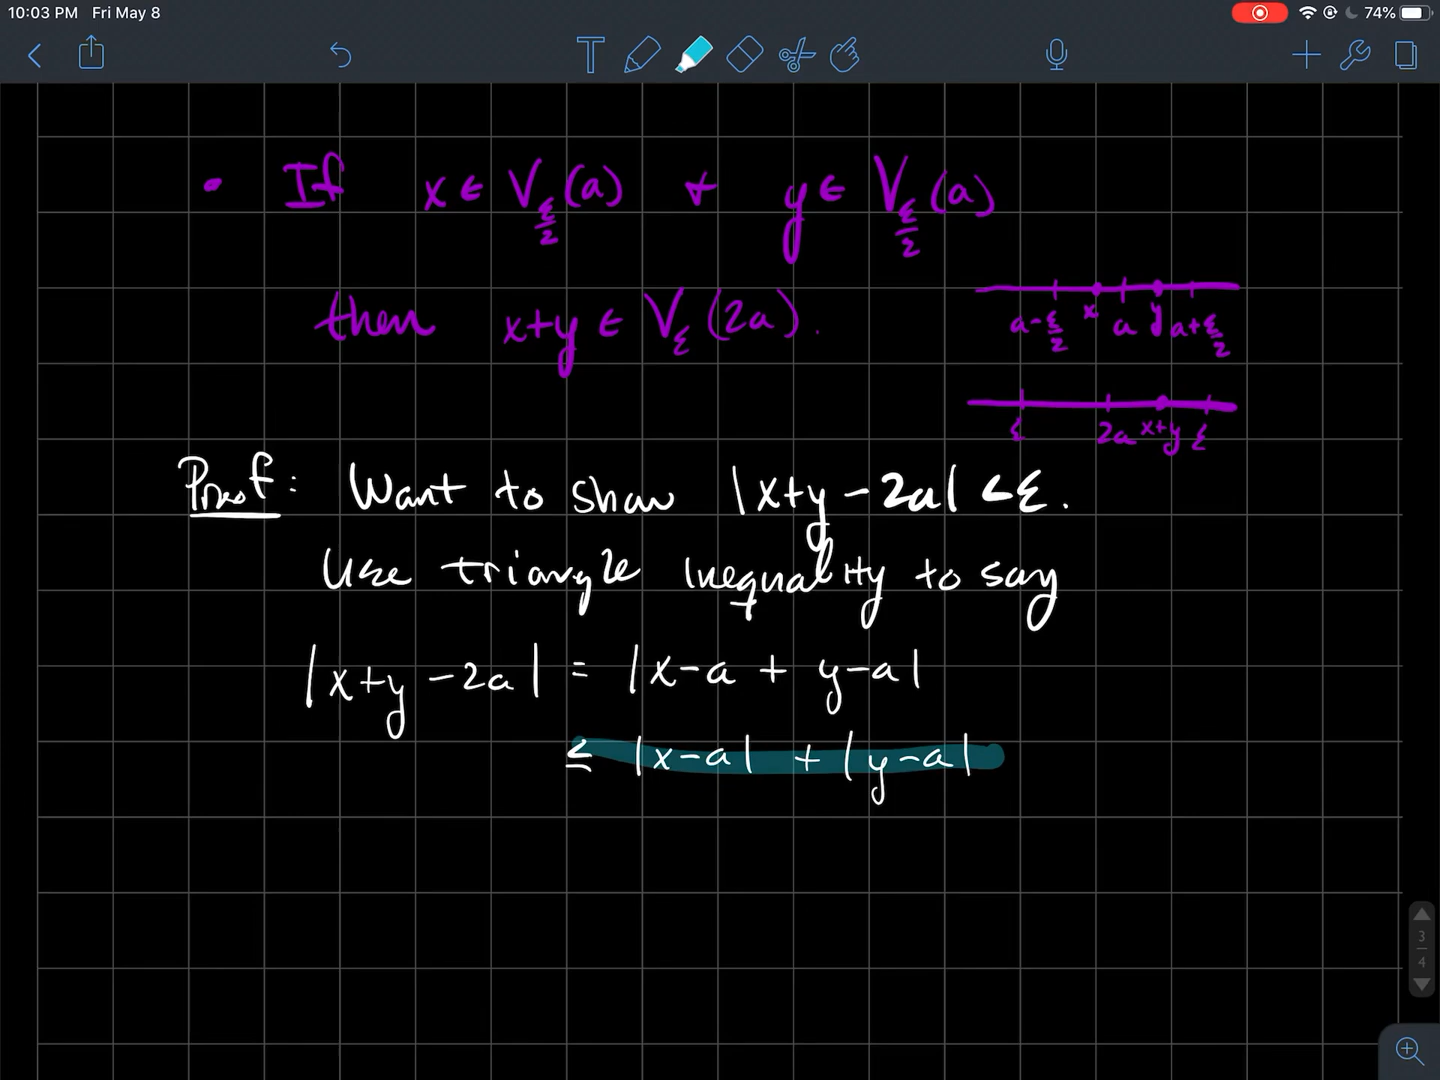 10:03 PM Fri May 8
74%
• If x ∈ V_{ε/2}(a) & y ∈ V_{ε/2}(a)
then x+y ∈ V_ε(2a).
a-ε/2 x a y a+ε/2
ε 2a x+y ε
Proof: Want to show |x+y-2a| < ε.
Use triangle inequality to say
|x+y-2a| = |x-a + y-a|
≤ |x-a| + |y-a|
3
4